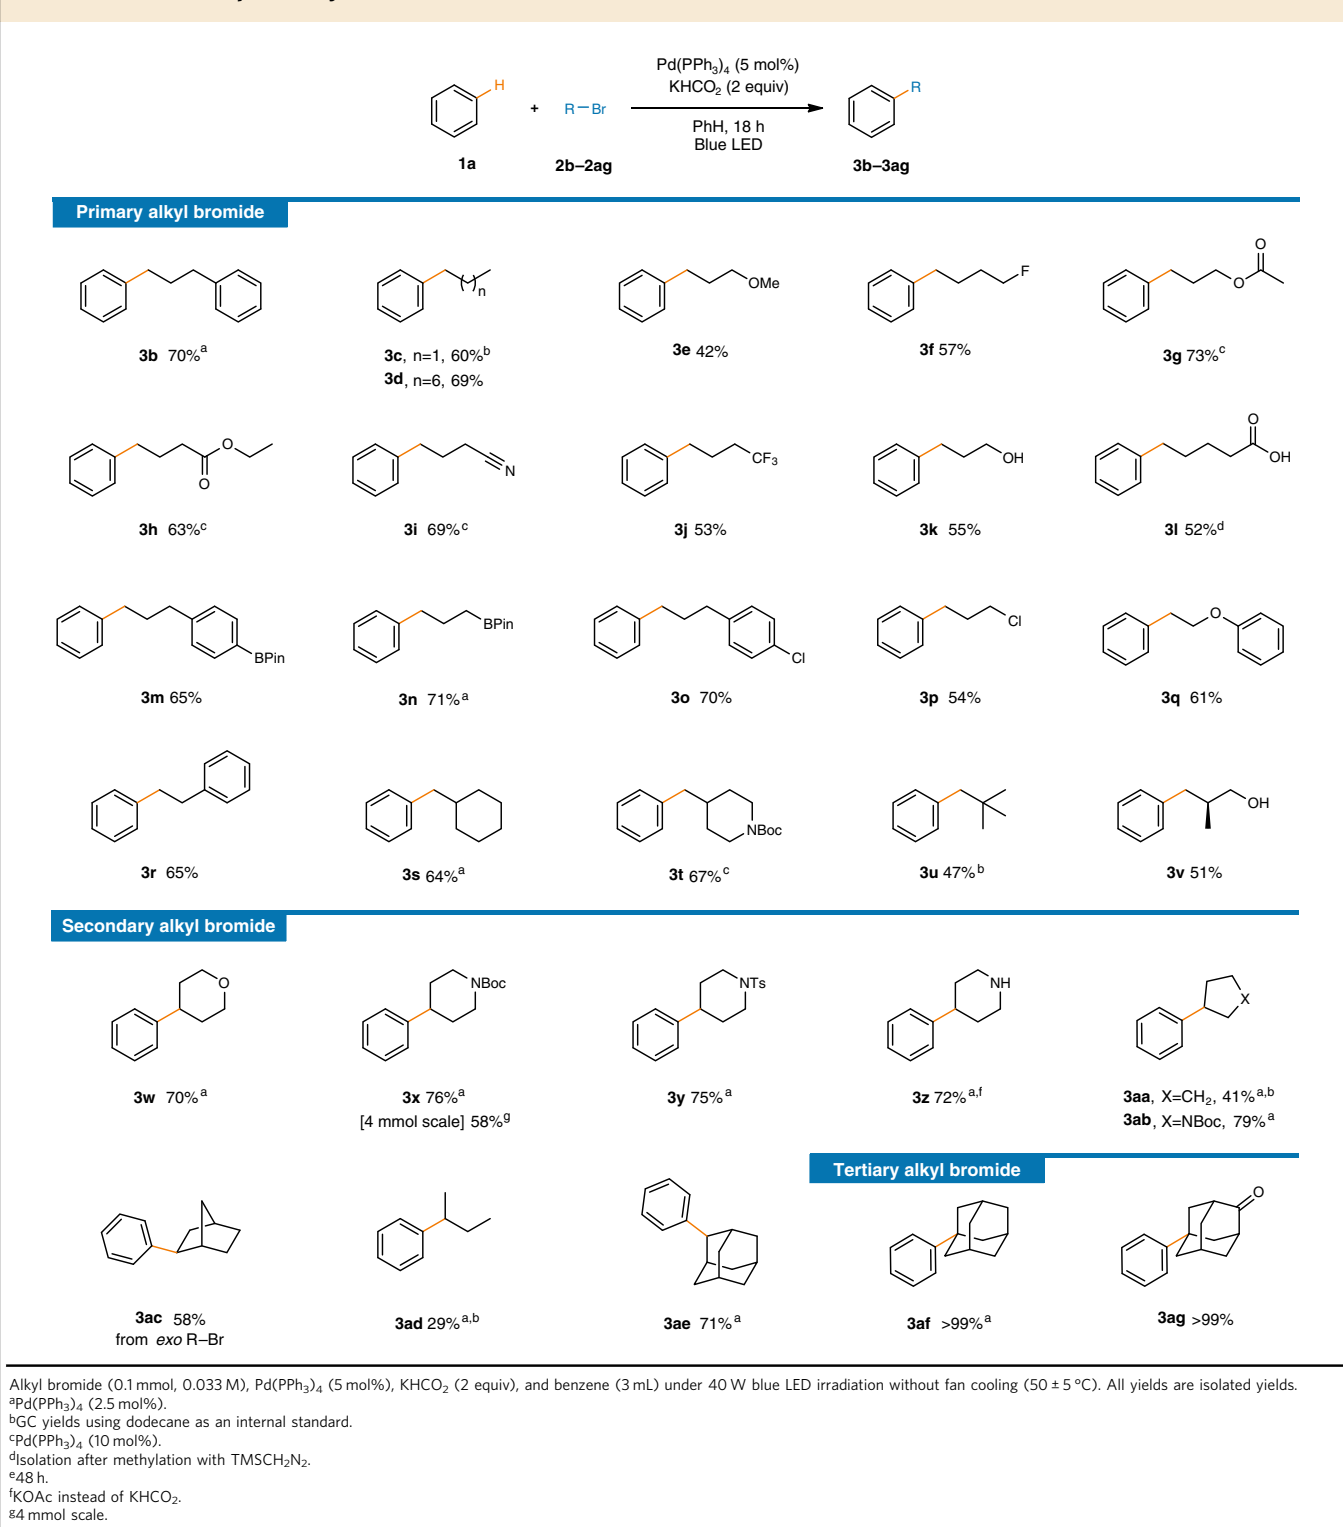 H
Pd(PPh3)4 (5 mol%)
KHCO2 (2 equiv)
+ R–Br
R
PhH, 18 h
Blue LED
1a 2b–2ag 3b–3ag
Primary alkyl bromide
n OMe F O O
3b 70%a
3c, n=1, 60%b
3d, n=6, 69%
3e 42%
3f 57%
3g 73%c
O O N CF3 OH O OH
3h 63%c
3i 69%c
3j 53%
3k 55%
3l 52%d
BPin BPin Cl Cl O
3m 65%
3n 71%a
3o 70%
3p 54%
3q 61%
NBoc OH
3r 65%
3s 64%a
3t 67%c
3u 47%b
3v 51%
Secondary alkyl bromide
O NBoc NTs NH X
3w 70%a
3x 76%a
[4 mmol scale] 58%g
3y 75%a
3z 72%a,f
3aa, X=CH2, 41%a,b
3ab, X=NBoc, 79%a
Tertiary alkyl bromide
O
3ac 58%
from exo R–Br
3ad 29%a,b
3ae 71%a
3af >99%a
3ag >99%
Alkyl bromide (0.1 mmol, 0.033 M), Pd(PPh3)4 (5 mol%), KHCO2 (2 equiv), and benzene (3 mL) under 40 W blue LED irradiation without fan cooling (50 ± 5 °C). All yields are isolated yields.
aPd(PPh3)4 (2.5 mol%).
bGC yields using dodecane as an internal standard.
cPd(PPh3)4 (10 mol%).
dIsolation after methylation with TMSCH2N2.
e48 h.
fKOAc instead of KHCO2.
g4 mmol scale.